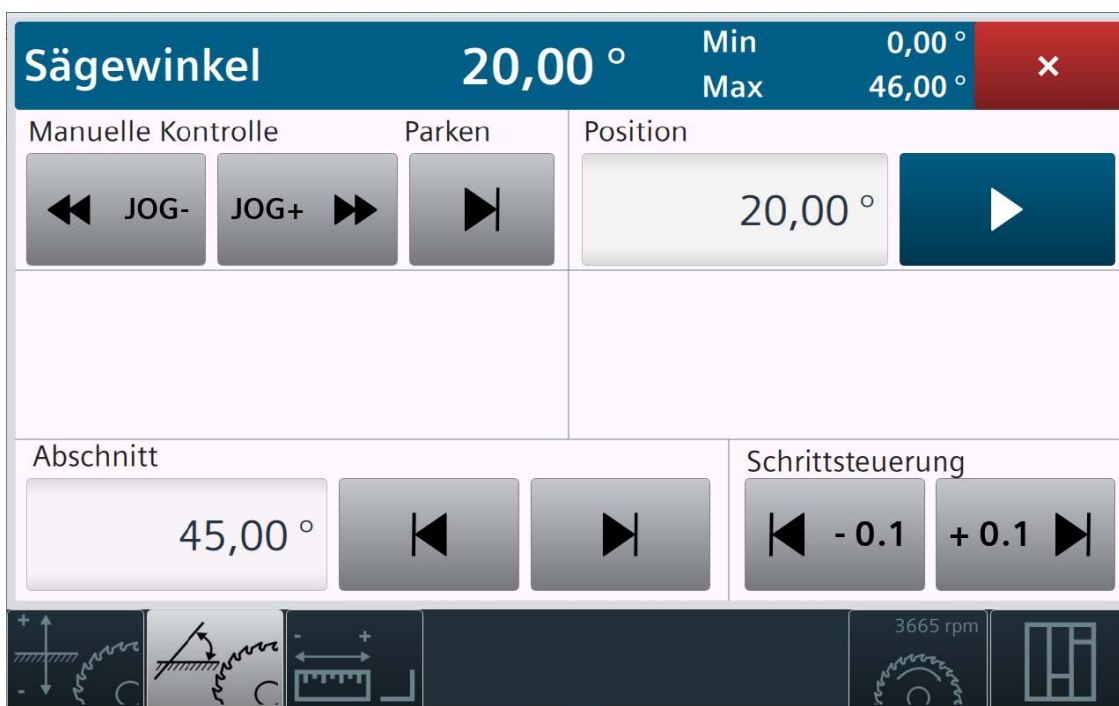 Sägewinkel 20,00 ° Min 0,00 °
Max 46,00 °
×
Manuelle Kontrolle Parken Position
JOG- JOG+ 20,00 °
Abschnitt Schrittsteuerung
45,00 ° - 0.1 + 0.1
+ - + 3665 rpm
-